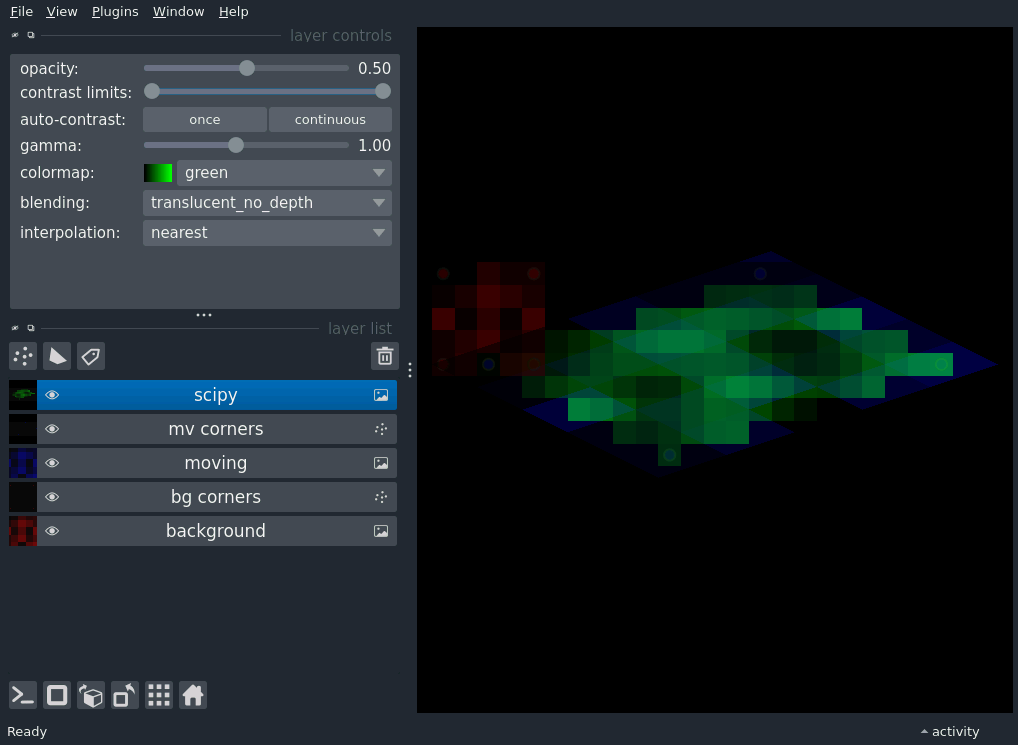 File View Plugins Window Help
layer controls
opacity: 0.50
contrast limits:
auto-contrast: once continuous
gamma: 1.00
colormap: green
blending: translucent_no_depth
interpolation: nearest
layer list
scipy
mv corners
moving
bg corners
background
Ready activity